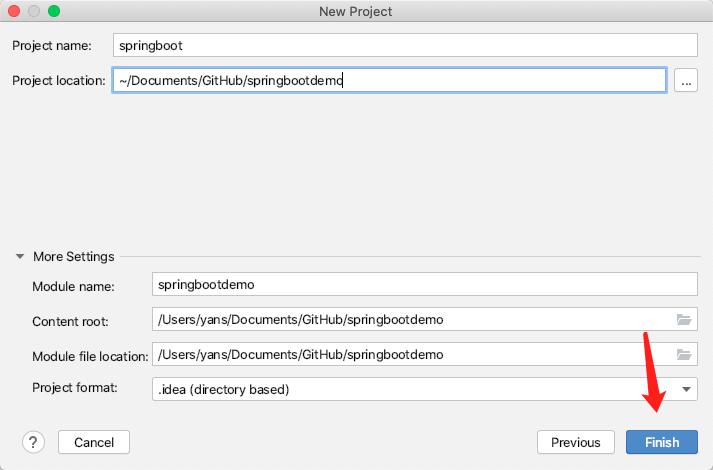 New Project
Project name: springboot
Project location: ~/Documents/GitHub/springbootdemo ...
More Settings
Module name: springbootdemo
Content root: /Users/yans/Documents/GitHub/springbootdemo
Module file location: /Users/yans/Documents/GitHub/springbootdemo
Project format: .idea (directory based)
? Cancel Previous Finish